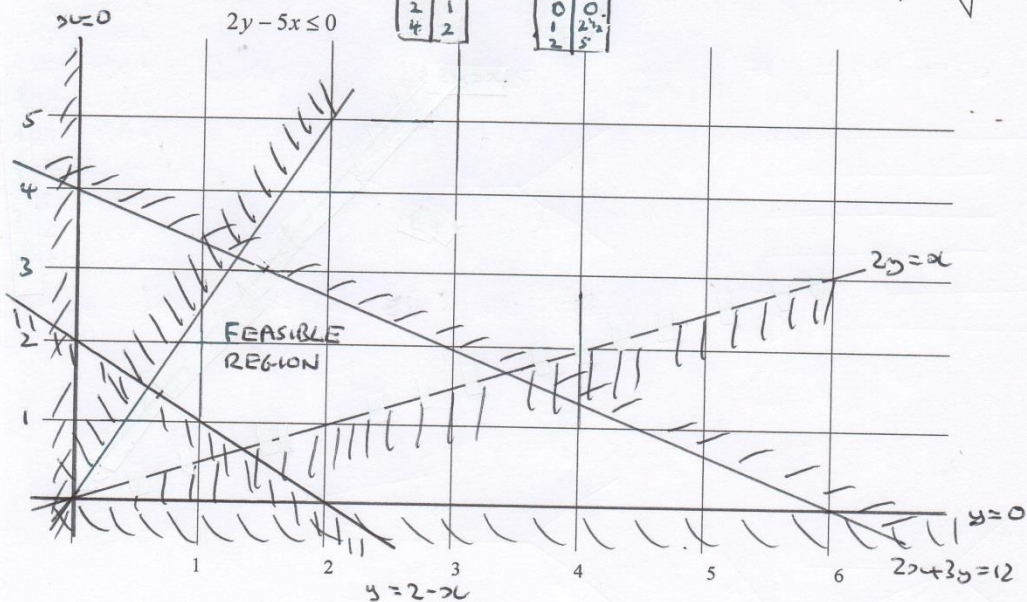 x=0
2y – 5x ≤ 0
2 1
4 2
0 0
1 2½
2 5
5
4
3
2
1
2y = x
FEASIBLE
REGION
y=0
1 2 3 4 5 6
2x+3y=12
y = 2-x